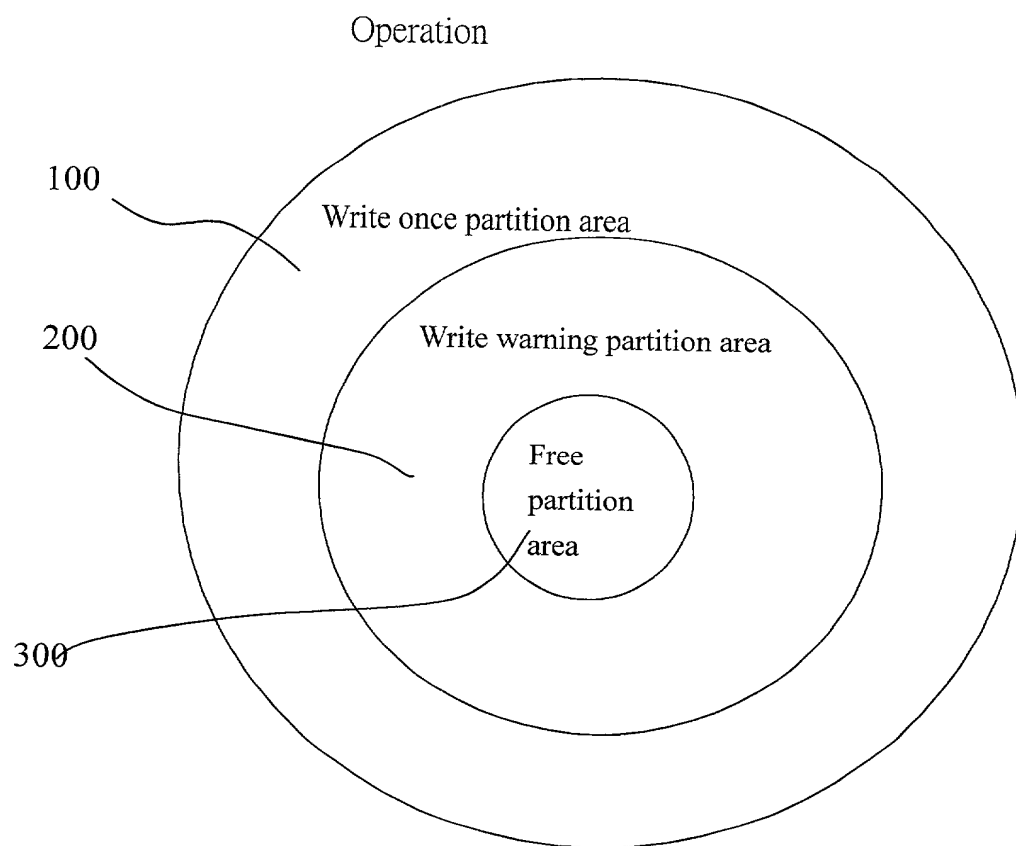 Operation
100
Write once partition area
200
Write warning partition area
Free
partition
area
300